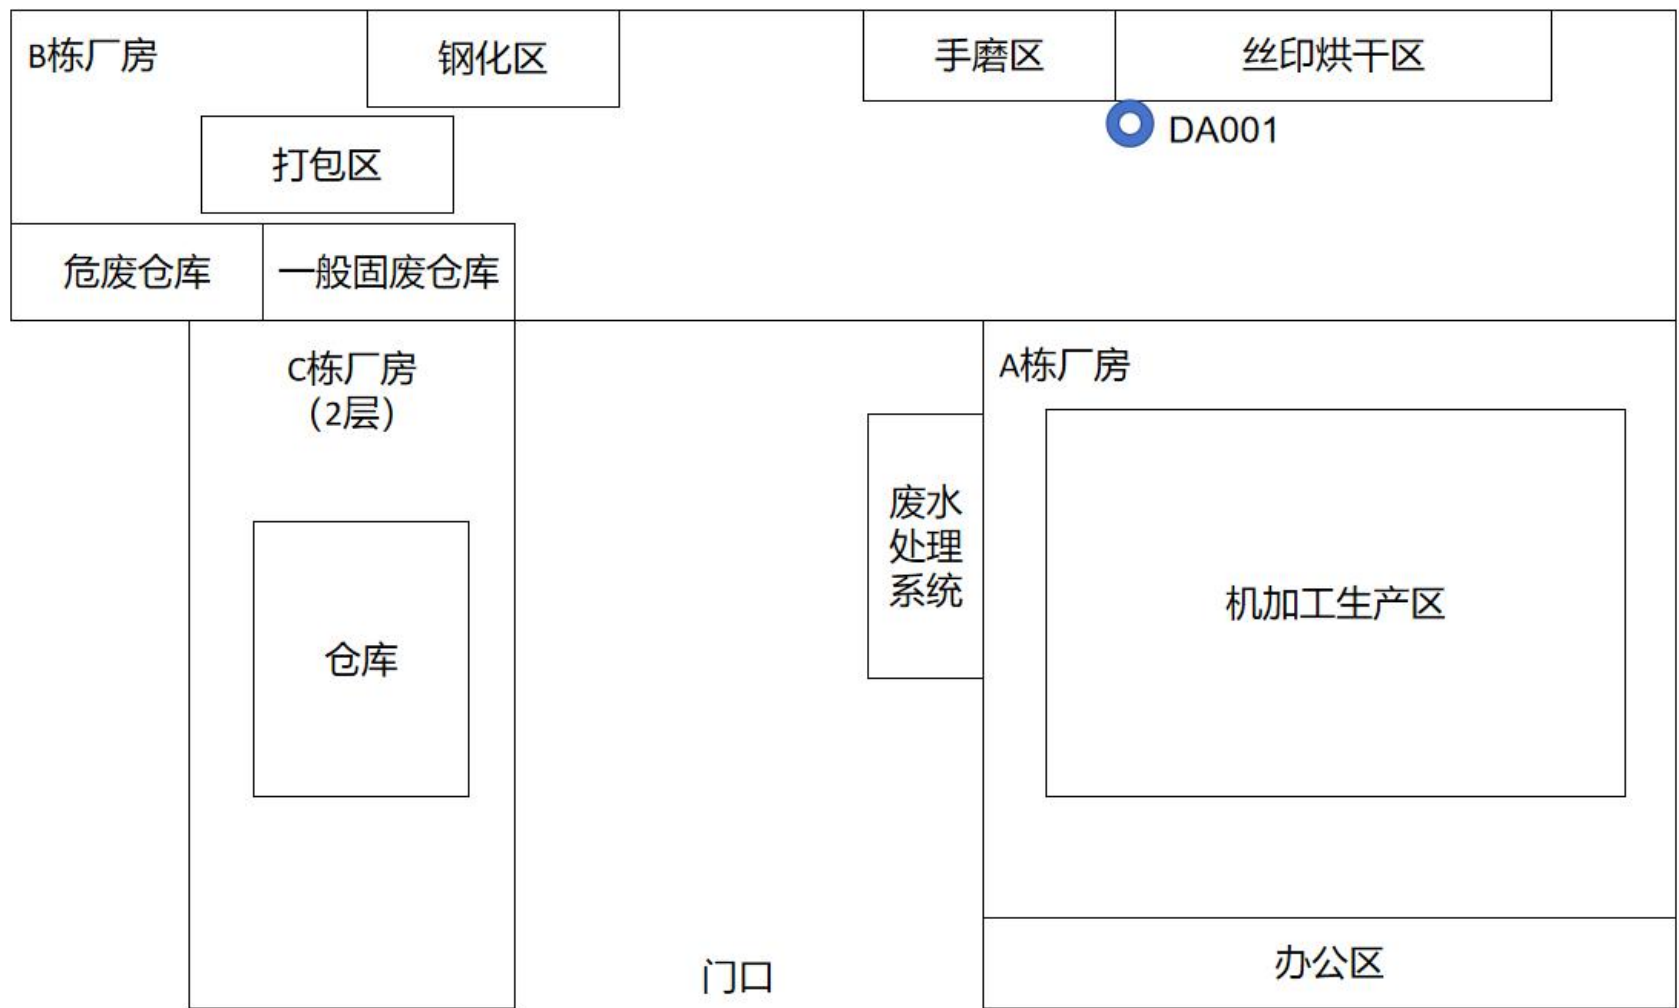 B栋厂房
钢化区
手磨区
丝印烘干区
DA001
打包区
危废仓库
一般固废仓库
C栋厂房
（2层）
A栋厂房
废水
处理
系统
机加工生产区
仓库
办公区
门口